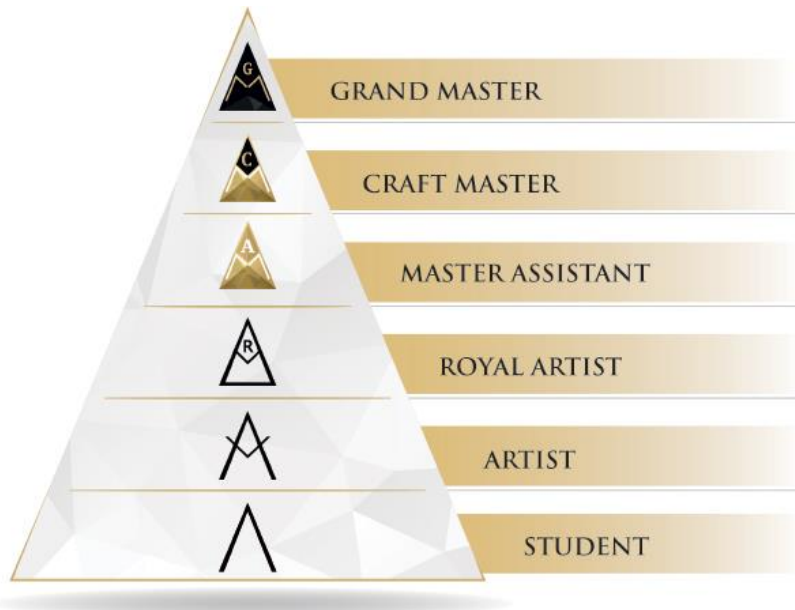 G
GRAND MASTER
C
CRAFT MASTER
A
MASTER ASSISTANT
R
ROYAL ARTIST
ARTIST
STUDENT